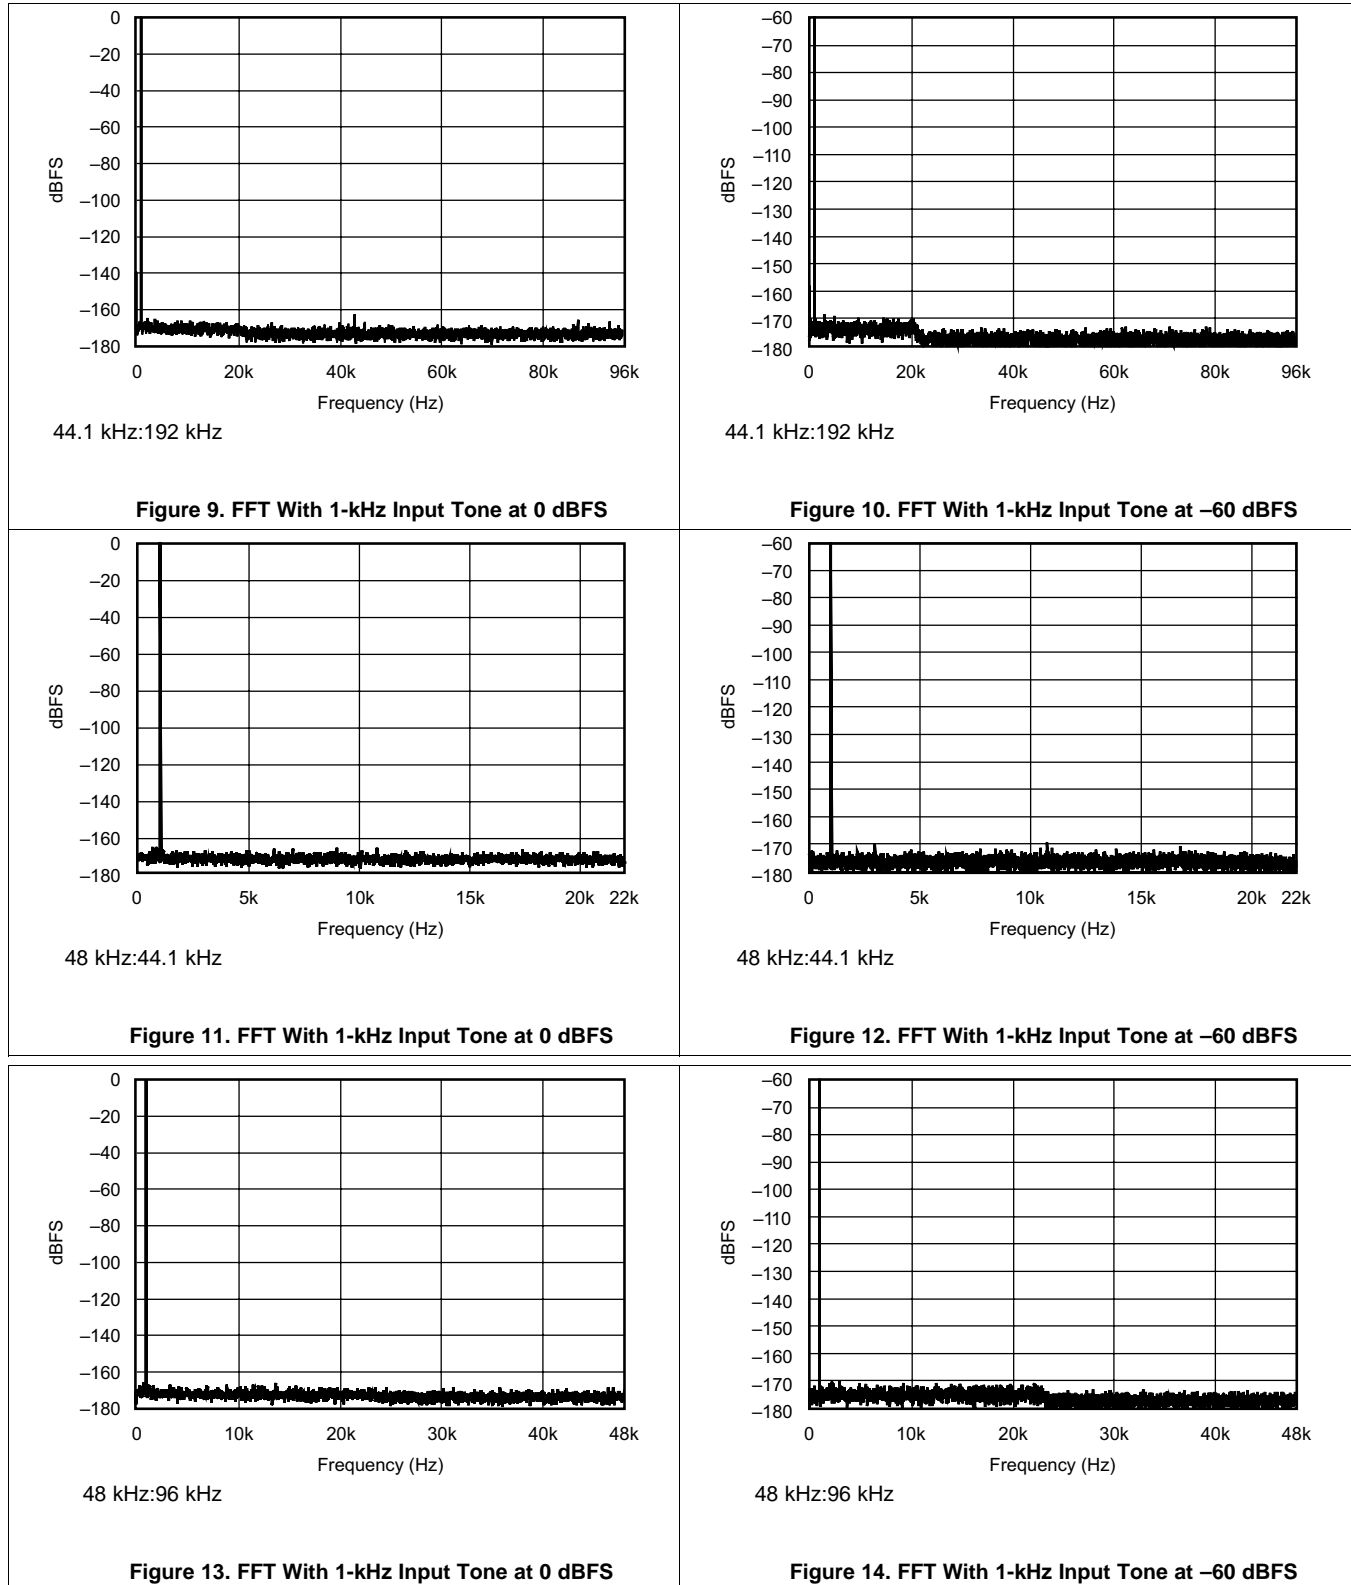 0
–20
–40
–60
–80
–100
–120
–140
–160
–180
dBFS
0 20k 40k 60k 80k 96k
Frequency (Hz)
44.1 kHz:192 kHz
Figure 9. FFT With 1-kHz Input Tone at 0 dBFS
–60
–70
–80
–90
–100
–110
–120
–130
–140
–150
–160
–170
–180
dBFS
0 20k 40k 60k 80k 96k
Frequency (Hz)
44.1 kHz:192 kHz
Figure 10. FFT With 1-kHz Input Tone at –60 dBFS
0
–20
–40
–60
–80
–100
–120
–140
–160
–180
dBFS
0 5k 10k 15k 20k 22k
Frequency (Hz)
48 kHz:44.1 kHz
Figure 11. FFT With 1-kHz Input Tone at 0 dBFS
–60
–70
–80
–90
–100
–110
–120
–130
–140
–150
–160
–170
–180
dBFS
0 5k 10k 15k 20k 22k
Frequency (Hz)
48 kHz:44.1 kHz
Figure 12. FFT With 1-kHz Input Tone at –60 dBFS
0
–20
–40
–60
–80
–100
–120
–140
–160
–180
dBFS
0 10k 20k 30k 40k 48k
Frequency (Hz)
48 kHz:96 kHz
Figure 13. FFT With 1-kHz Input Tone at 0 dBFS
–60
–70
–80
–90
–100
–110
–120
–130
–140
–150
–160
–170
–180
dBFS
0 10k 20k 30k 40k 48k
Frequency (Hz)
48 kHz:96 kHz
Figure 14. FFT With 1-kHz Input Tone at –60 dBFS